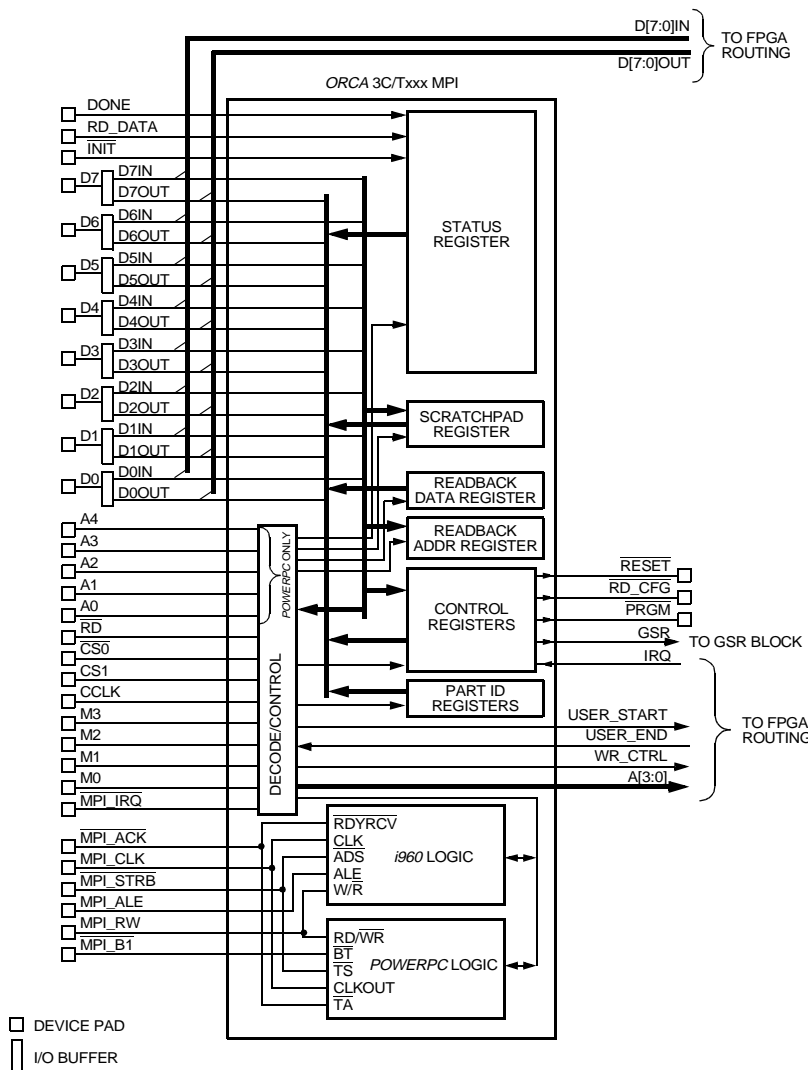 D[7:0]IN
D[7:0]OUT
TO FPGA
ROUTING
ORCA 3C/Txxx MPI
DONE
RD_DATA
INIT
D7
D7IN
D7OUT
D6
D6IN
D6OUT
D5
D5IN
D5OUT
D4
D4IN
D4OUT
D3
D3IN
D3OUT
D2
D2IN
D2OUT
D1
D1IN
D1OUT
D0
D0IN
D0OUT
STATUS
REGISTER
SCRATCHPAD
REGISTER
READBACK
DATA REGISTER
READBACK
ADDR REGISTER
CONTROL
REGISTERS
PART ID
REGISTERS
A4
A3
A2
A1
A0
RD
CS0
CS1
CCLK
M3
M2
M1
M0
MPI_IRQ
POWERPC ONLY
DECODE/CONTROL
RESET
RD_CFG
PRGM
GSR
TO GSR BLOCK
IRQ
USER_START
USER_END
WR_CTRL
A[3:0]
TO FPGA
ROUTING
MPI_ACK
MPI_CLK
MPI_STRB
MPI_ALE
MPI_RW
MPI_B1
RDYRCV
CLK
ADS
ALE
W/R
i960 LOGIC
RD/WR
BT
TS
CLKOUT
TA
POWERPC LOGIC
DEVICE PAD
I/O BUFFER